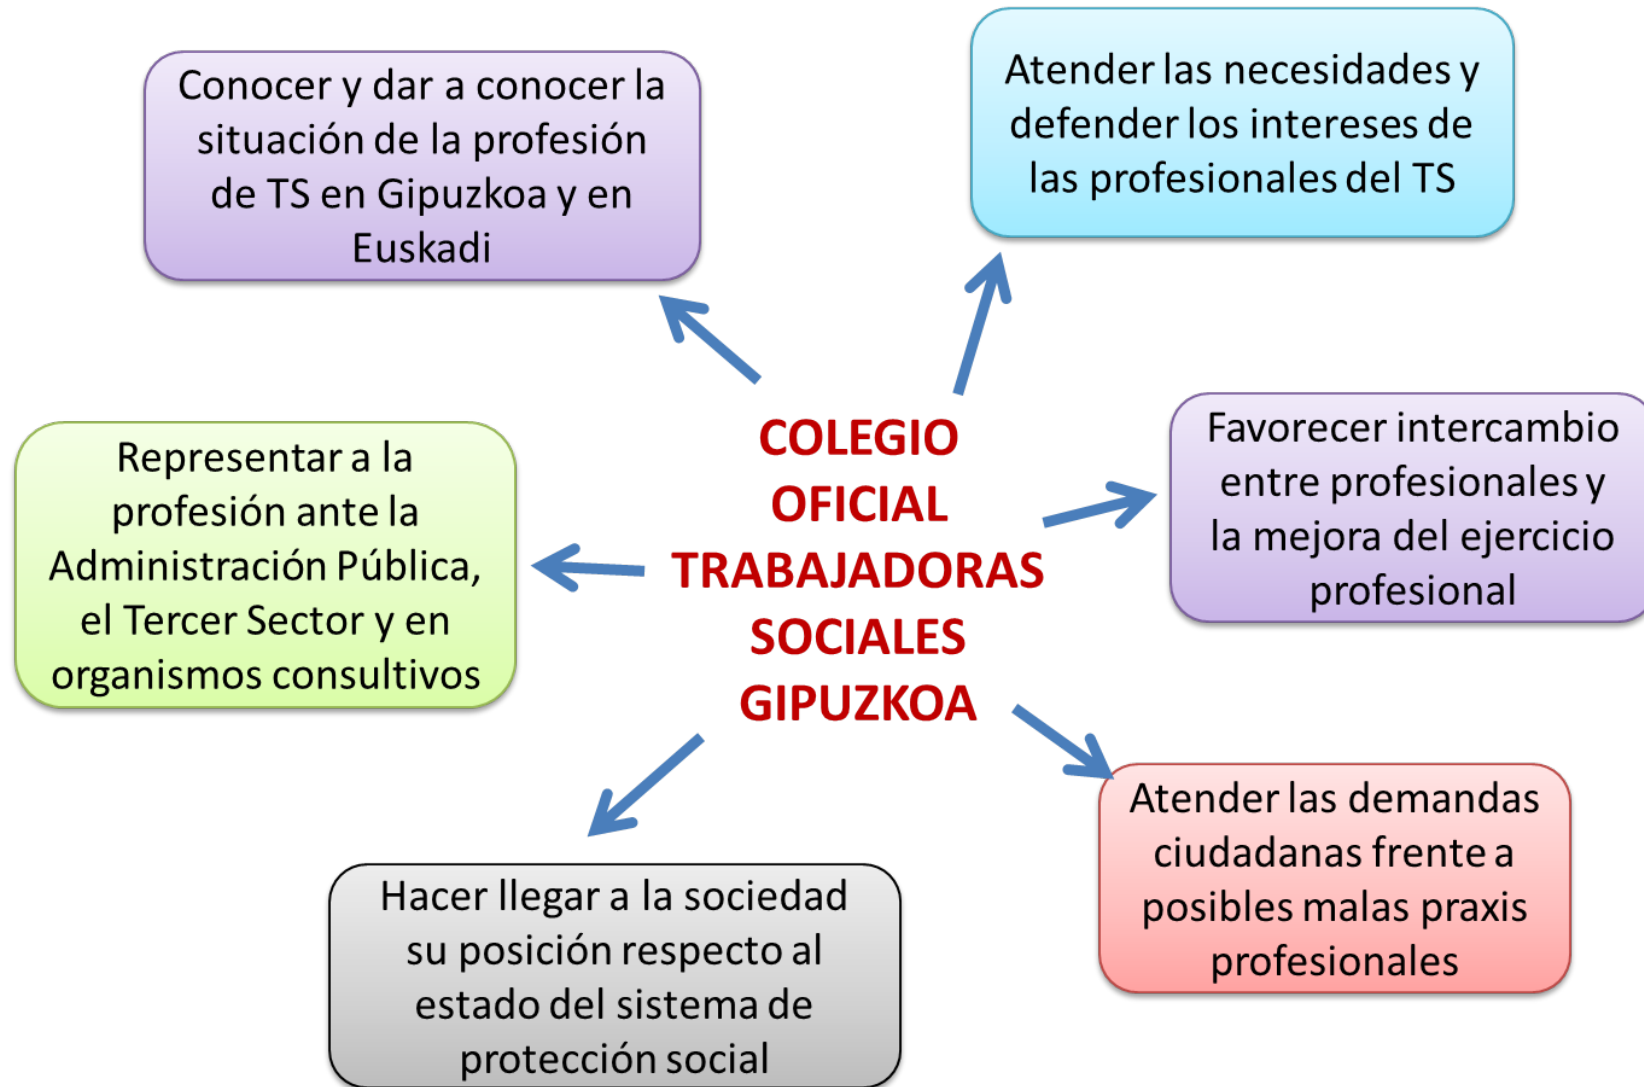 Conocer y dar a conocer la
situación de la profesión
de TS en Gipuzkoa y en
Euskadi
Atender las necesidades y
defender los intereses de
las profesionales del TS
Representar a la
profesión ante la
Administración Pública,
el Tercer Sector y en
organismos consultivos
COLEGIO
OFICIAL
TRABAJADORAS
SOCIALES
GIPUZKOA
Favorecer intercambio
entre profesionales y
la mejora del ejercicio
profesional
Hacer llegar a la sociedad
su posición respecto al
estado del sistema de
protección social
Atender las demandas
ciudadanas frente a
posibles malas praxis
profesionales